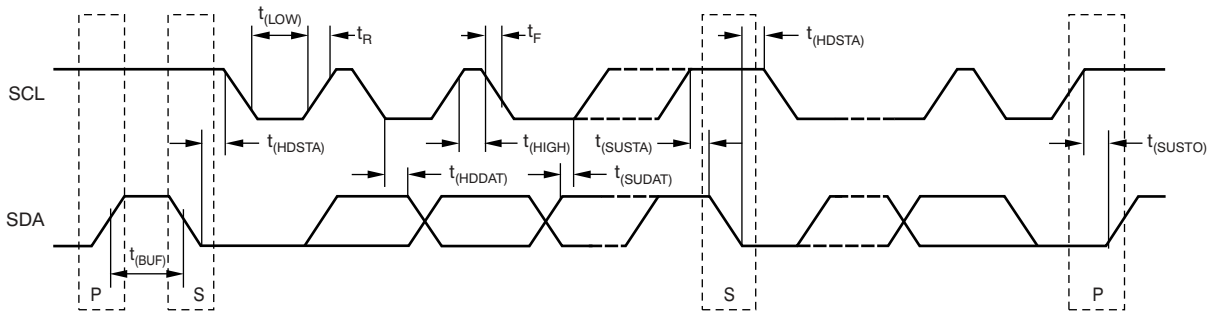 t(LOW)
tR
tF
t(HDSTA)
SCL
t(HDSTA)
t(HIGH)
t(SUSTA)
t(SUSTO)
t(HDDAT)
t(SUDAT)
SDA
t(BUF)
P
S
S
P